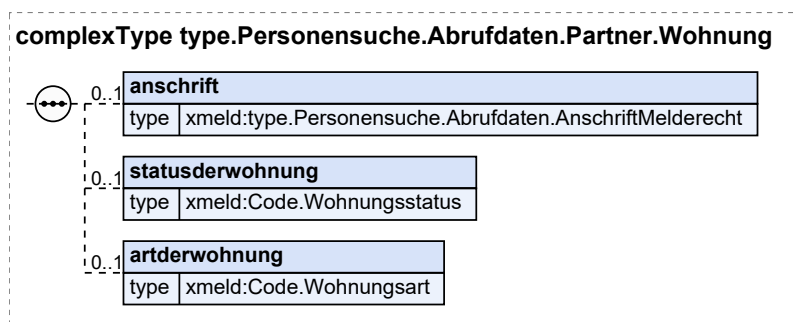 complexType type.Personensuche.Abrufdaten.Partner.Wohnung
0..1 anschrift
type xmeld:type.Personensuche.Abrufdaten.AnschriftMelderecht
0..1 statusderwohnung
type xmeld:Code.Wohnungsstatus
0..1 artderwohnung
type xmeld:Code.Wohnungsart